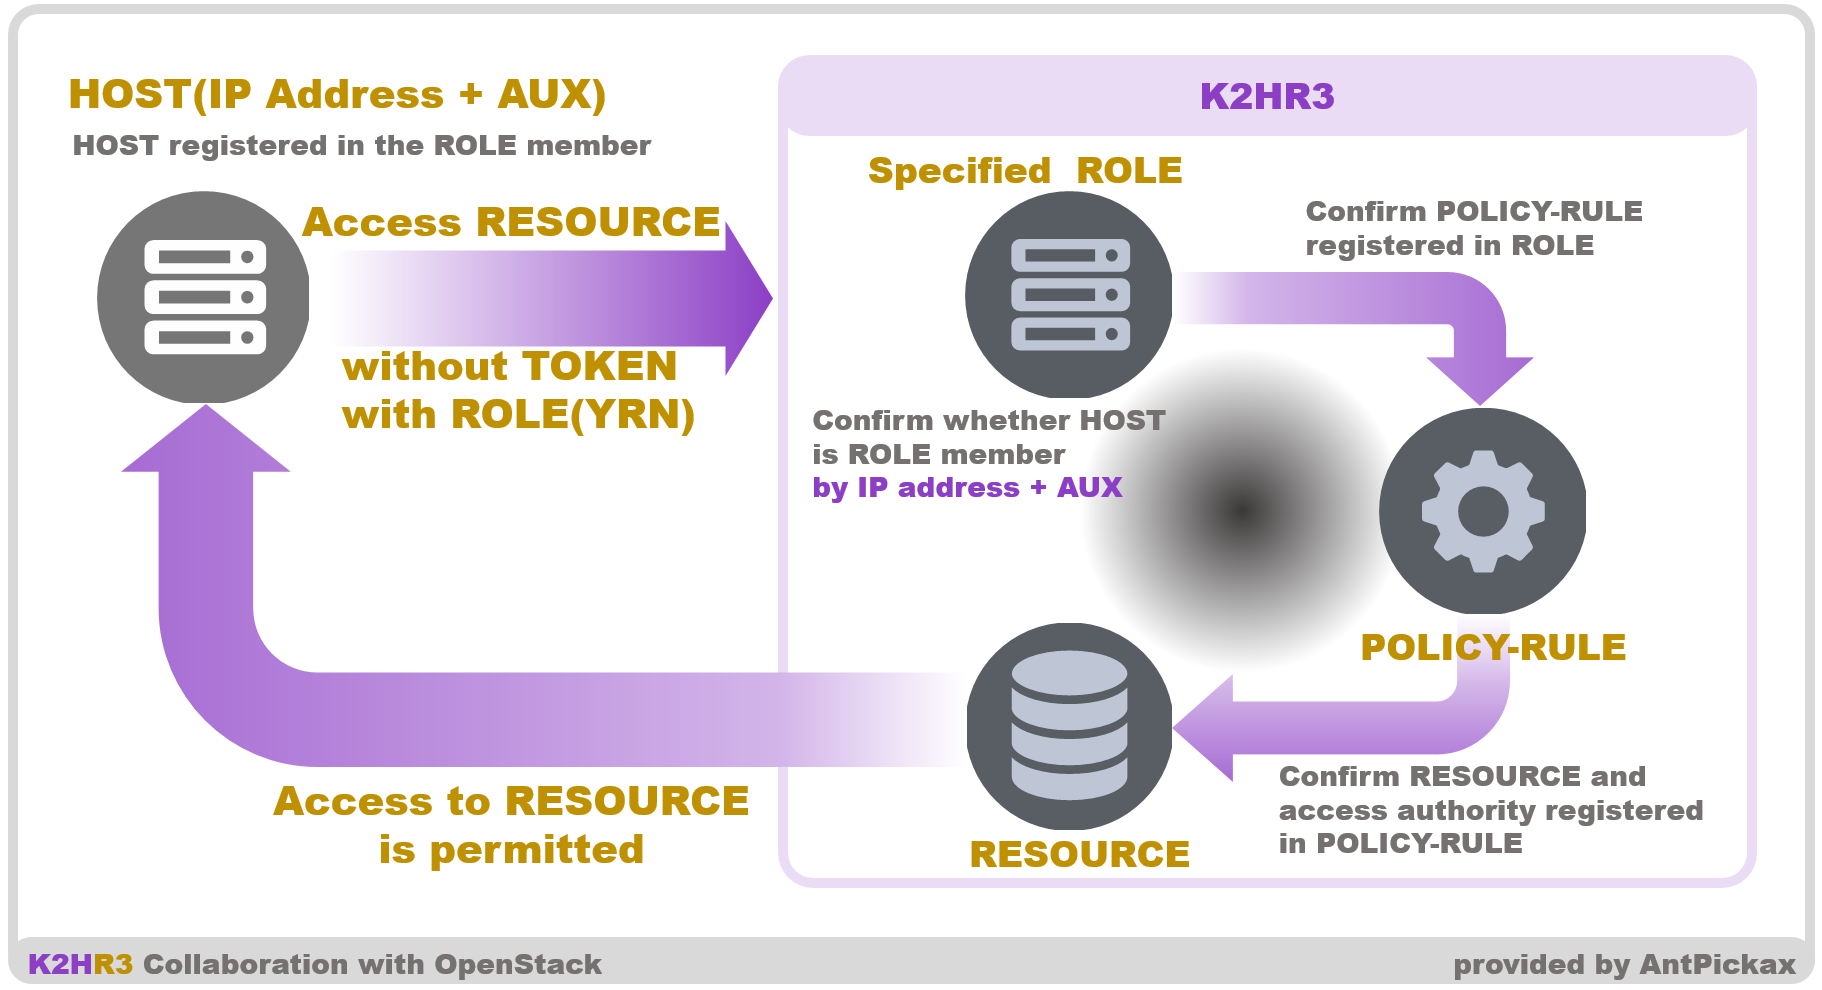 HOST(IP Address + AUX)
HOST registered in the ROLE member
Access RESOURCE
without TOKEN
with ROLE(YRN)
K2HR3
Specified ROLE
Confirm POLICY-RULE
registered in ROLE
Confirm whether HOST
is ROLE member
by IP address + AUX
POLICY-RULE
Confirm RESOURCE and
access authority registered
in POLICY-RULE
RESOURCE
Access to RESOURCE
is permitted
K2HR3 Collaboration with OpenStack
provided by AntPickax